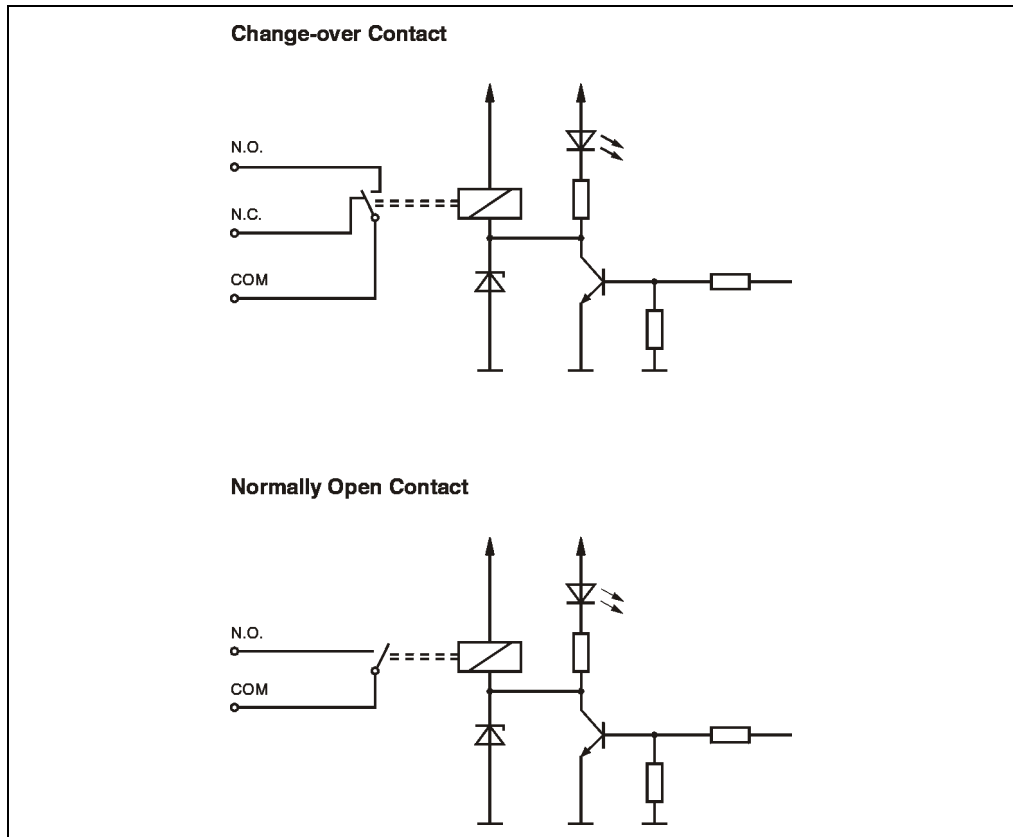 Change-over Contact
N.O.
N.C.
COM
Normally Open Contact
N.O.
COM